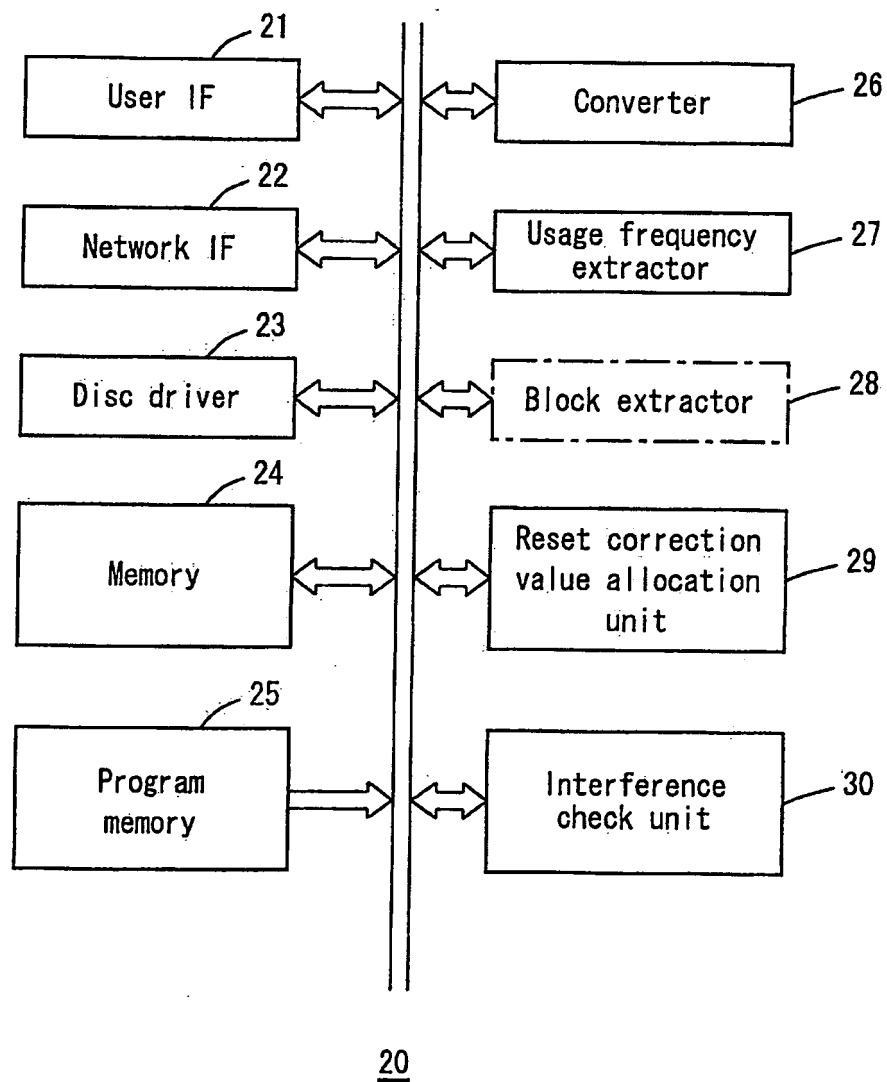 21
User IF
22
Network IF
23
Disc driver
24
Memory
25
Program
memory
Converter
26
Usage frequency
extractor
27
Block extractor
28
Reset correction
value allocation
unit
29
Interference
check unit
30
20